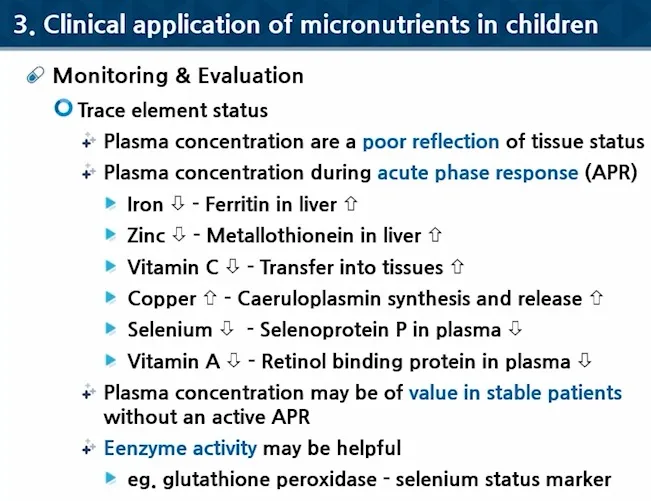 3. Clinical application of micronutrients in children
Monitoring & Evaluation
Trace element status
Plasma concentration are a poor reflection of tissue status
Plasma concentration during acute phase response (APR)
Iron ⇩ - Ferritin in liver ⇧
Zinc ⇩ - Metallothionein in liver ⇧
Vitamin C ⇩ - Transfer into tissues ⇧
Copper ⇧ - Caeruloplasmin synthesis and release ⇧
Selenium ⇩ - Selenoprotein P in plasma ⇩
Vitamin A ⇩ - Retinol binding protein in plasma ⇩
Plasma concentration may be of value in stable patients
without an active APR
Eenzyme activity may be helpful
eg. glutathione peroxidase - selenium status marker